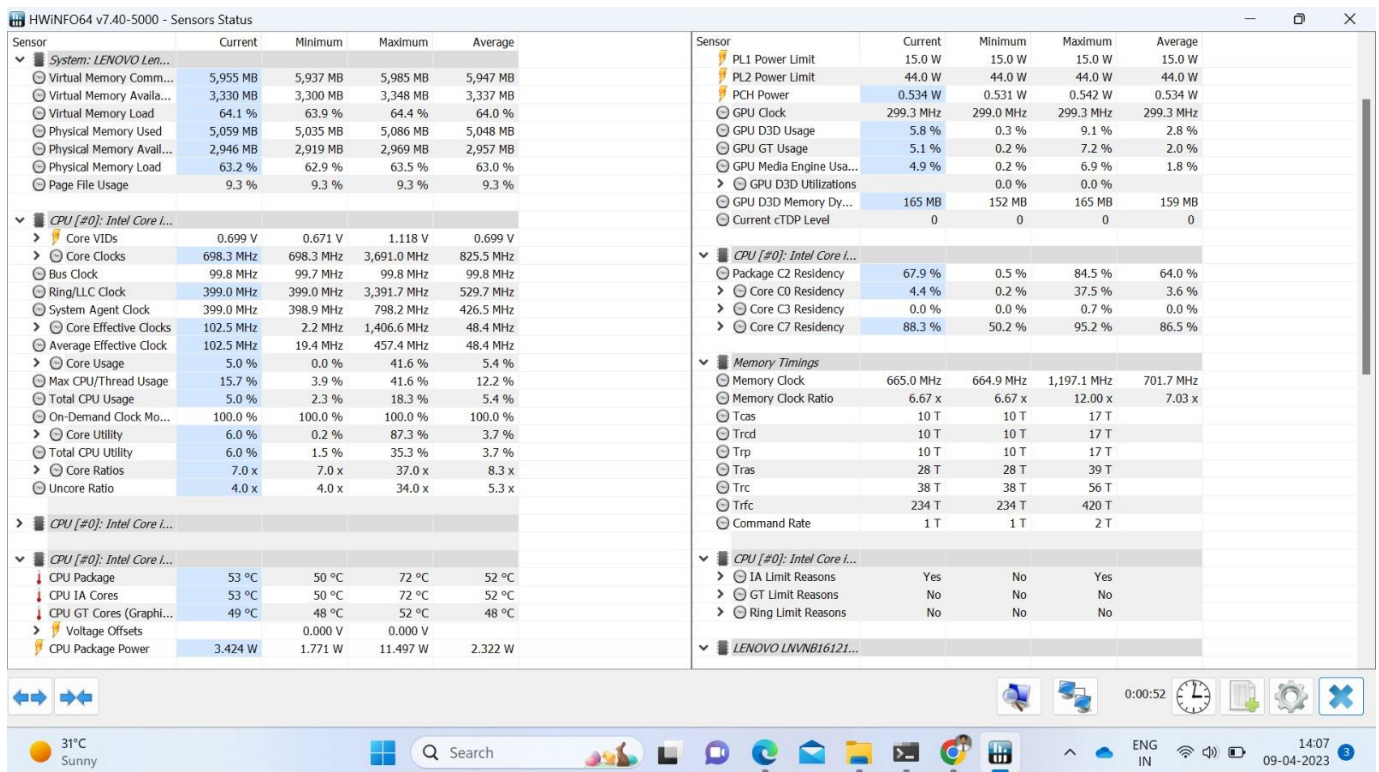 HWiNFO64 v7.40-5000 - Sensors Status
Sensor Current Minimum Maximum Average
System: LENOVO Len...
Virtual Memory Comm... 5,955 MB 5,937 MB 5,985 MB 5,947 MB
Virtual Memory Availa... 3,330 MB 3,300 MB 3,348 MB 3,337 MB
Virtual Memory Load 64.1 % 63.9 % 64.4 % 64.0 %
Physical Memory Used 5,059 MB 5,035 MB 5,086 MB 5,048 MB
Physical Memory Avail... 2,946 MB 2,919 MB 2,969 MB 2,957 MB
Physical Memory Load 63.2 % 62.9 % 63.5 % 63.0 %
Page File Usage 9.3 % 9.3 % 9.3 % 9.3 %
CPU [#0]: Intel Core i...
Core VIDs 0.699 V 0.671 V 1.118 V 0.699 V
Core Clocks 698.3 MHz 698.3 MHz 3,691.0 MHz 825.5 MHz
Bus Clock 99.8 MHz 99.7 MHz 99.8 MHz 99.8 MHz
Ring/LLC Clock 399.0 MHz 399.0 MHz 3,391.7 MHz 529.7 MHz
System Agent Clock 399.0 MHz 398.9 MHz 798.2 MHz 426.5 MHz
Core Effective Clocks 102.5 MHz 2.2 MHz 1,406.6 MHz 48.4 MHz
Average Effective Clock 102.5 MHz 19.4 MHz 457.4 MHz 48.4 MHz
Core Usage 5.0 % 0.0 % 41.6 % 5.4 %
Max CPU/Thread Usage 15.7 % 3.9 % 41.6 % 12.2 %
Total CPU Usage 5.0 % 2.3 % 18.3 % 5.4 %
On-Demand Clock Mo... 100.0 % 100.0 % 100.0 % 100.0 %
Core Utility 6.0 % 0.2 % 87.3 % 3.7 %
Total CPU Utility 6.0 % 1.5 % 35.3 % 3.7 %
Core Ratios 7.0 x 7.0 x 37.0 x 8.3 x
Uncore Ratio 4.0 x 4.0 x 34.0 x 5.3 x
CPU [#0]: Intel Core i...
CPU [#0]: Intel Core i...
CPU Package 53 °C 50 °C 72 °C 52 °C
CPU IA Cores 53 °C 50 °C 72 °C 52 °C
CPU GT Cores (Graphi... 49 °C 48 °C 52 °C 48 °C
Voltage Offsets 0.000 V 0.000 V
CPU Package Power 3.424 W 1.771 W 11.497 W 2.322 W
Sensor Current Minimum Maximum Average
PL1 Power Limit 15.0 W 15.0 W 15.0 W 15.0 W
PL2 Power Limit 44.0 W 44.0 W 44.0 W 44.0 W
PCH Power 0.534 W 0.531 W 0.542 W 0.534 W
GPU Clock 299.3 MHz 299.0 MHz 299.3 MHz 299.3 MHz
GPU D3D Usage 5.8 % 0.3 % 9.1 % 2.8 %
GPU GT Usage 5.1 % 0.2 % 7.2 % 2.0 %
GPU Media Engine Usa... 4.9 % 0.2 % 6.9 % 1.8 %
GPU D3D Utilizations 0.0 % 0.0 %
GPU D3D Memory Dy... 165 MB 152 MB 165 MB 159 MB
Current cTDP Level 0 0 0 0
CPU [#0]: Intel Core i...
Package C2 Residency 67.9 % 0.5 % 84.5 % 64.0 %
Core C0 Residency 4.4 % 0.2 % 37.5 % 3.6 %
Core C3 Residency 0.0 % 0.0 % 0.7 % 0.0 %
Core C7 Residency 88.3 % 50.2 % 95.2 % 86.5 %
Memory Timings
Memory Clock 665.0 MHz 664.9 MHz 1,197.1 MHz 701.7 MHz
Memory Clock Ratio 6.67 x 6.67 x 12.00 x 7.03 x
Tcas 10 T 10 T 17 T
Trcd 10 T 10 T 17 T
Trp 10 T 10 T 17 T
Tras 28 T 28 T 39 T
Trc 38 T 38 T 56 T
Trfc 234 T 234 T 420 T
Command Rate 1 T 1 T 2 T
CPU [#0]: Intel Core i...
IA Limit Reasons Yes No Yes
GT Limit Reasons No No No
Ring Limit Reasons No No No
LENOVO LNVNB16121...
0:00:52
31°C
Sunny
Search
ENG
IN
14:07
09-04-2023
3